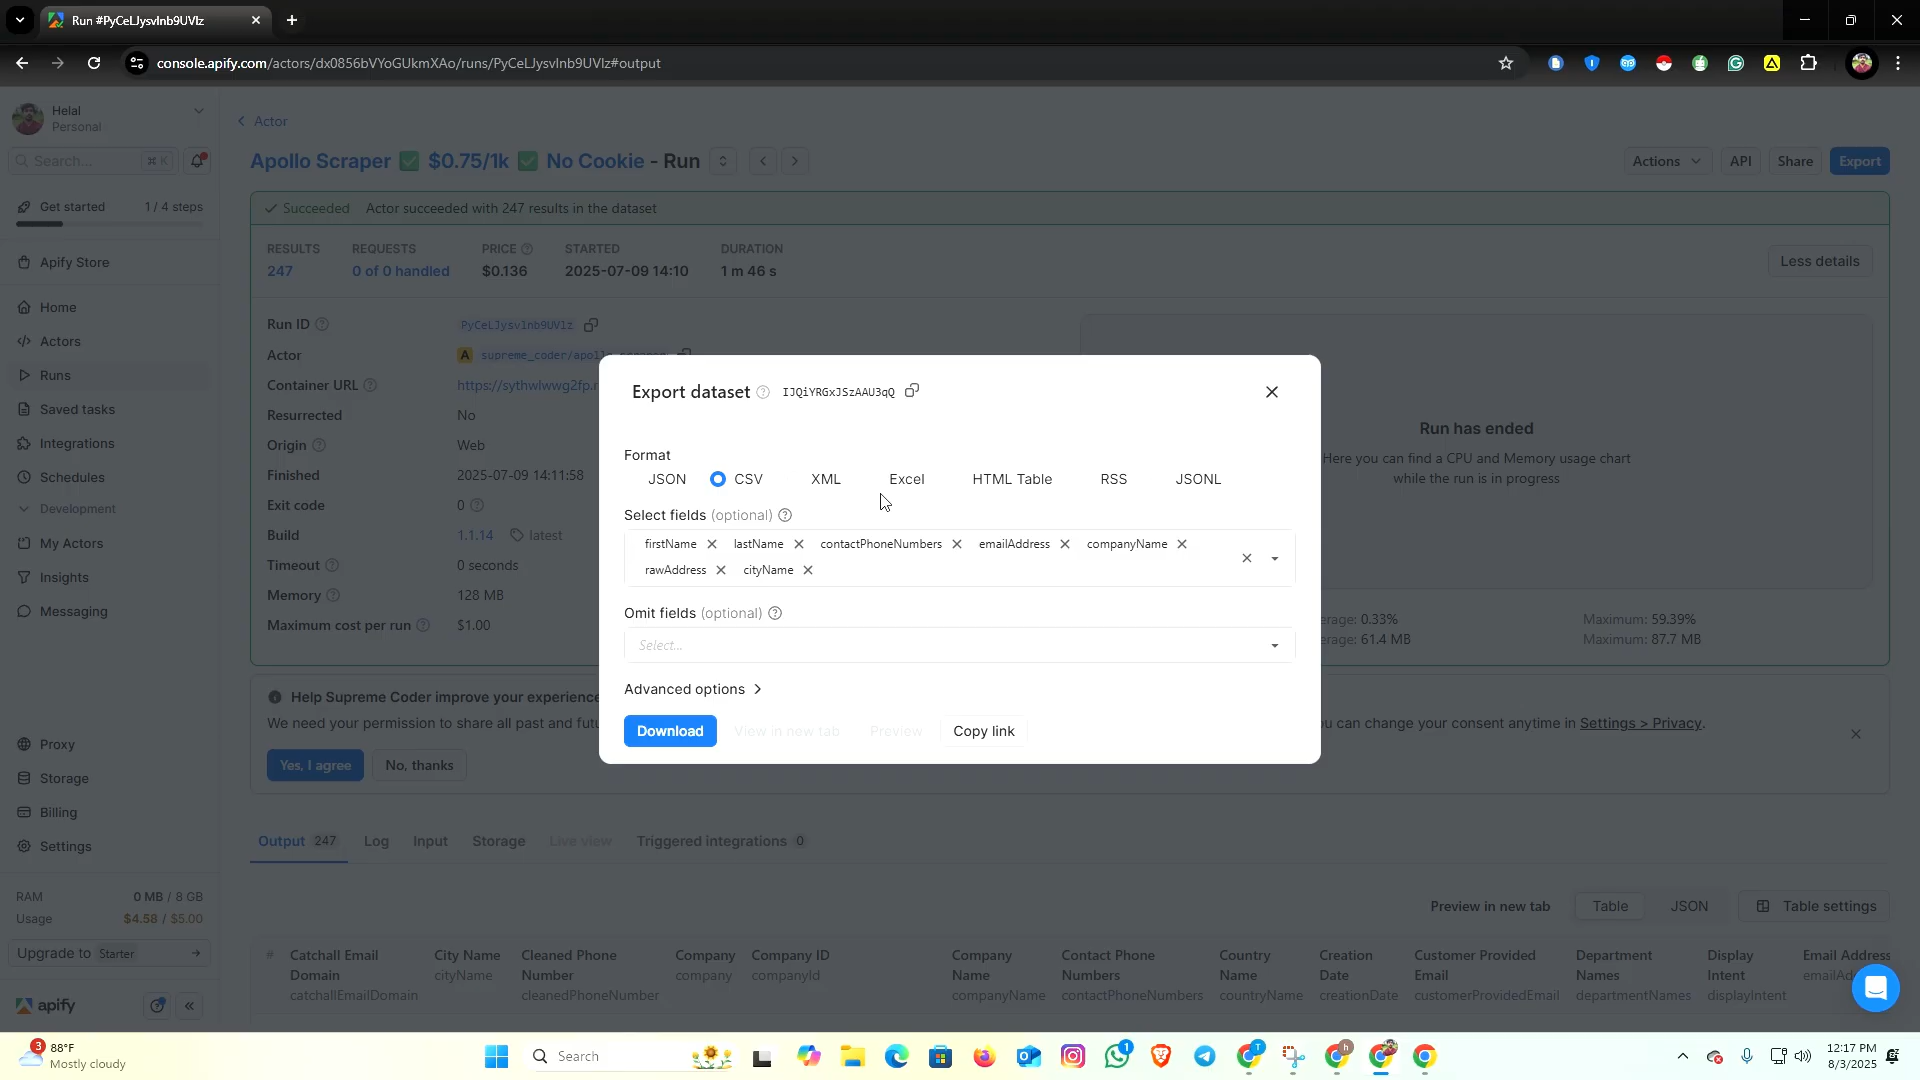 Run #PyCeLJysvlnb9UVlz
console.apify.com/actors/dx0856bVYoGUkmXAo/runs/PyCeLJysvlnb9UVlz#output
Helal
Personal
Search...
⌘ K
Get started
1 / 4 steps
Apify Store
Home
Actors
Runs
Saved tasks
Integrations
Schedules
Development
My Actors
Insights
Messaging
Proxy
Storage
Billing
Settings
RAM
0 MB / 8 GB
Usage
$4.58 / $5.00
Upgrade to Starter
apify
Actor
Apollo Scraper ✅ $0.75/1k ✅ No Cookie - Run
Actions
API
Share
Export
Succeeded
Actor succeeded with 247 results in the dataset
RESULTS
REQUESTS
PRICE
STARTED
DURATION
247
0 of 0 handled
$0.136
2025-07-09 14:10
1 m 46 s
Less details
Run ID
PyCeLJysvlnb9UVlz
Actor
A
Container URL
Resurrected
No
Origin
Web
Finished
2025-07-09 14:11:58
Exit code
0
Build
1.1.14
latest
Timeout
0 seconds
Memory
128 MB
Maximum cost per run
$1.00
Run has ended
Here you can find a CPU and Memory usage chart
while the run is in progress
0.33%
Maximum: 59.39%
61.4 MB
Maximum: 87.7 MB
Export dataset
IJQiYRGxJSzAAU3qQ
Format
JSON
CSV
XML
Excel
HTML Table
RSS
JSONL
Select fields (optional)
firstName
lastName
contactPhoneNumbers
emailAddress
companyName
rawAddress
cityName
Omit fields (optional)
Select...
Advanced options
Download
View in new tab
Preview
Copy link
Help Supreme Coder improve your experience
We need your permission to share all past and
can change your consent anytime in Settings > Privacy.
Yes, I agree
No, thanks
Output 247
Log
Input
Storage
Live view
Triggered integrations 0
Preview in new tab
Table
JSON
Table settings
#
Catchall Email Domain
catchallEmailDomain
City Name
cityName
Cleaned Phone Number
cleanedPhoneNumber
Company
company
Company ID
companyId
Company Name
companyName
Contact Phone Numbers
contactPhoneNumbers
Country Name
countryName
Creation Date
creationDate
Customer Provided Email
customerProvidedEmail
Department Names
departmentNames
Display Intent
displayIntent
Email Address
3
88°F
Mostly cloudy
Search
1
T
h
12:17 PM
8/3/2025